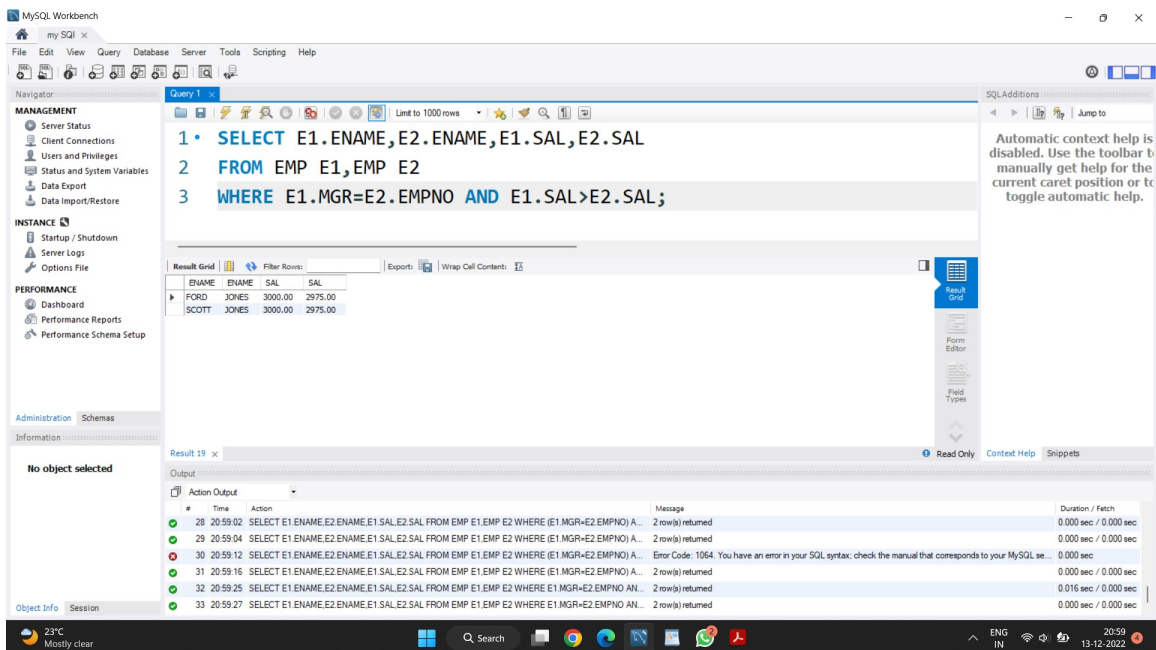 MySQL Workbench
my SQl ×
File Edit View Query Database Server Tools Scripting Help
Navigator
MANAGEMENT
Server Status
Client Connections
Users and Privileges
Status and System Variables
Data Export
Data Import/Restore
INSTANCE
Startup / Shutdown
Server Logs
Options File
PERFORMANCE
Dashboard
Performance Reports
Performance Schema Setup
Administration Schemas
Information
No object selected
Object Info Session
Query 1 ×
Limit to 1000 rows
1 SELECT E1.ENAME,E2.ENAME,E1.SAL,E2.SAL
2 FROM EMP E1,EMP E2
3 WHERE E1.MGR=E2.EMPNO AND E1.SAL>E2.SAL;
Result Grid Filter Rows: Export: Wrap Cell Content:
ENAME ENAME SAL SAL
FORD JONES 3000.00 2975.00
SCOTT JONES 3000.00 2975.00
Result
Grid
Form
Editor
Field
Types
Result 19 ×
Read Only
SQLAdditions
Jump to
Automatic context help is
disabled. Use the toolbar t
manually get help for the
current caret position or to
toggle automatic help.
Context Help Snippets
Output
Action Output
# Time Action Message Duration / Fetch
28 20:59:02 SELECT E1.ENAME,E2.ENAME,E1.SAL,E2.SAL FROM EMP E1,EMP E2 WHERE (E1.MGR=E2.EMPNO) A... 2 row(s) returned 0.000 sec / 0.000 sec
29 20:59:04 SELECT E1.ENAME,E2.ENAME,E1.SAL,E2.SAL FROM EMP E1,EMP E2 WHERE (E1.MGR=E2.EMPNO) A... 2 row(s) returned 0.000 sec / 0.000 sec
30 20:59:12 SELECT E1.ENAME,E2.ENAME,E1.SAL,E2.SAL FROM EMP E1,EMP E2 WHERE (E1.MGR=E2.EMPNO) A... Error Code: 1064. You have an error in your SQL syntax; check the manual that corresponds to your MySQL se... 0.000 sec
31 20:59:16 SELECT E1.ENAME,E2.ENAME,E1.SAL,E2.SAL FROM EMP E1,EMP E2 WHERE (E1.MGR=E2.EMPNO) A... 2 row(s) returned 0.000 sec / 0.000 sec
32 20:59:25 SELECT E1.ENAME,E2.ENAME,E1.SAL,E2.SAL FROM EMP E1,EMP E2 WHERE E1.MGR=E2.EMPNO AN... 2 row(s) returned 0.016 sec / 0.000 sec
33 20:59:27 SELECT E1.ENAME,E2.ENAME,E1.SAL,E2.SAL FROM EMP E1,EMP E2 WHERE E1.MGR=E2.EMPNO AN... 2 row(s) returned 0.000 sec / 0.000 sec
23°C
Mostly clear
Search
ENG
IN
20:59
13-12-2022
4